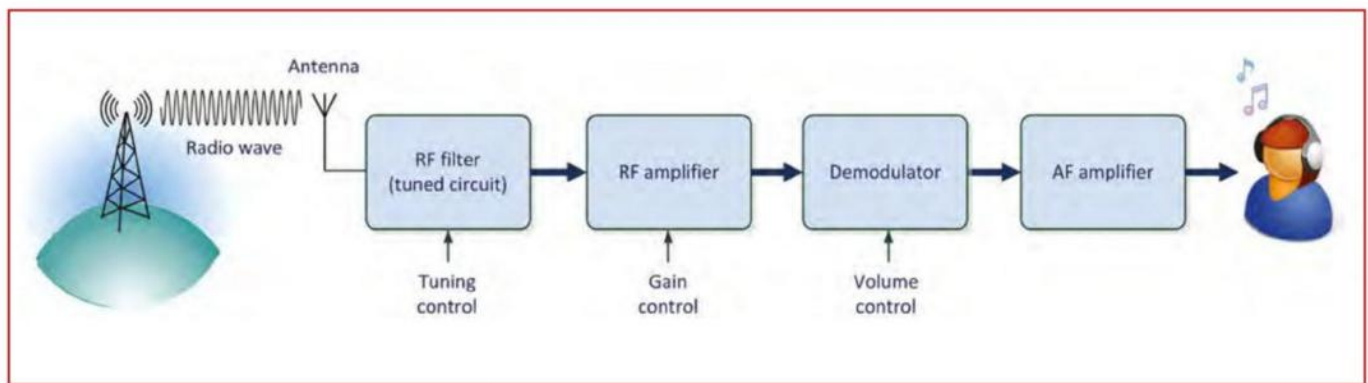 Antenna
Radio wave
RF filter
(tuned circuit)
RF amplifier
Demodulator
AF amplifier
Tuning
control
Gain
control
Volume
control